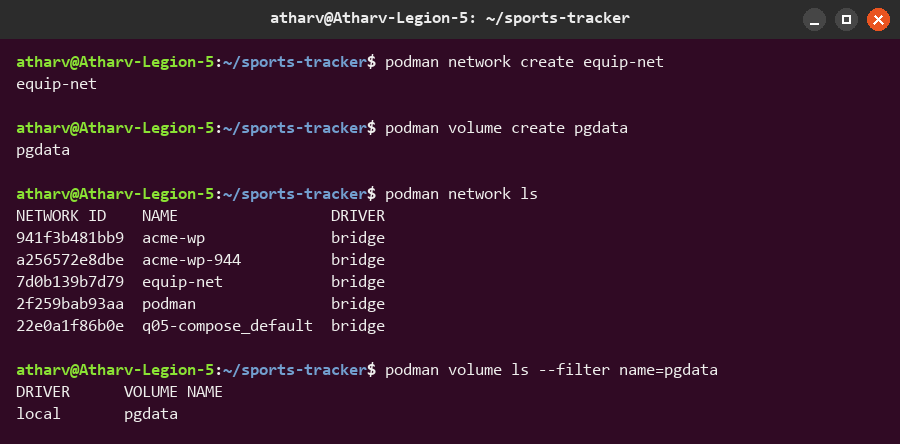 atharv@Atharv-Legion-5: ~/sports-tracker
atharv@Atharv-Legion-5:~/sports-tracker$ podman network create equip-net
equip-net
atharv@Atharv-Legion-5:~/sports-tracker$ podman volume create pgdata
pgdata
atharv@Atharv-Legion-5:~/sports-tracker$ podman network ls
NETWORK ID    NAME                 DRIVER
941f3b481bb9  acme-wp              bridge
a256572e8dbe  acme-wp-944          bridge
7d0b139b7d79  equip-net            bridge
2f259bab93aa  podman               bridge
22e0a1f86b0e  q05-compose_default  bridge
atharv@Atharv-Legion-5:~/sports-tracker$ podman volume ls --filter name=pgdata
DRIVER      VOLUME NAME
local       pgdata